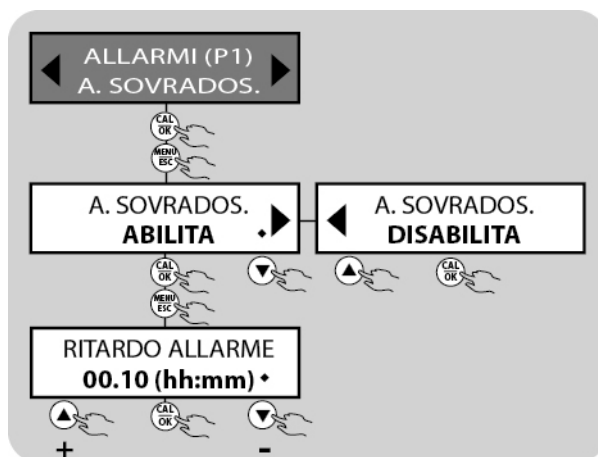 ALLARMI (P1)
A. SOVRADOS.
CAL
OK
MENU
ESC
A. SOVRADOS.
ABILITA
A. SOVRADOS.
DISABILITA
CAL
OK
CAL
OK
MENU
ESC
RITARDO ALLARME
00.10 (hh:mm)
CAL
OK
+
-